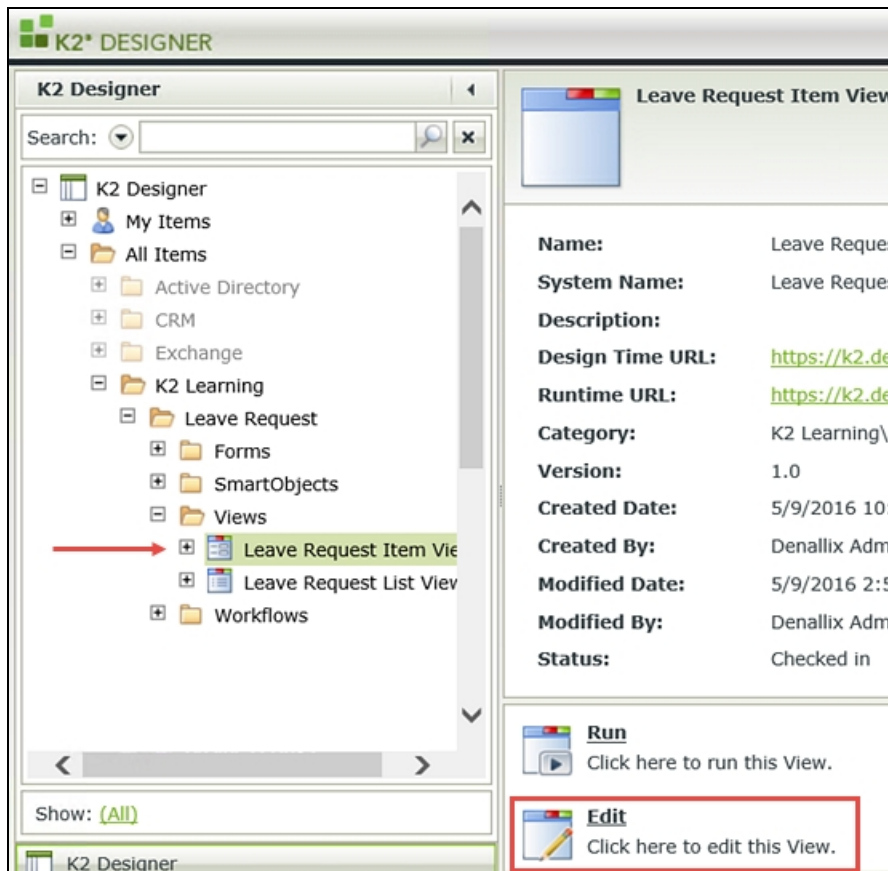 K2* DESIGNER
K2 Designer
Search:
K2 Designer
My Items
All Items
Active Directory
CRM
Exchange
K2 Learning
Leave Request
Forms
SmartObjects
Views
Leave Request Item Vie
Leave Request List View
Workflows
Show: (All)
K2 Designer
Leave Request Item View
Name: Leave Reques
System Name: Leave Reques
Description:
Design Time URL: https://k2.de
Runtime URL: https://k2.de
Category: K2 Learning\
Version: 1.0
Created Date: 5/9/2016 10:
Created By: Denallix Adm
Modified Date: 5/9/2016 2:5
Modified By: Denallix Adm
Status: Checked in
Run
Click here to run this View.
Edit
Click here to edit this View.